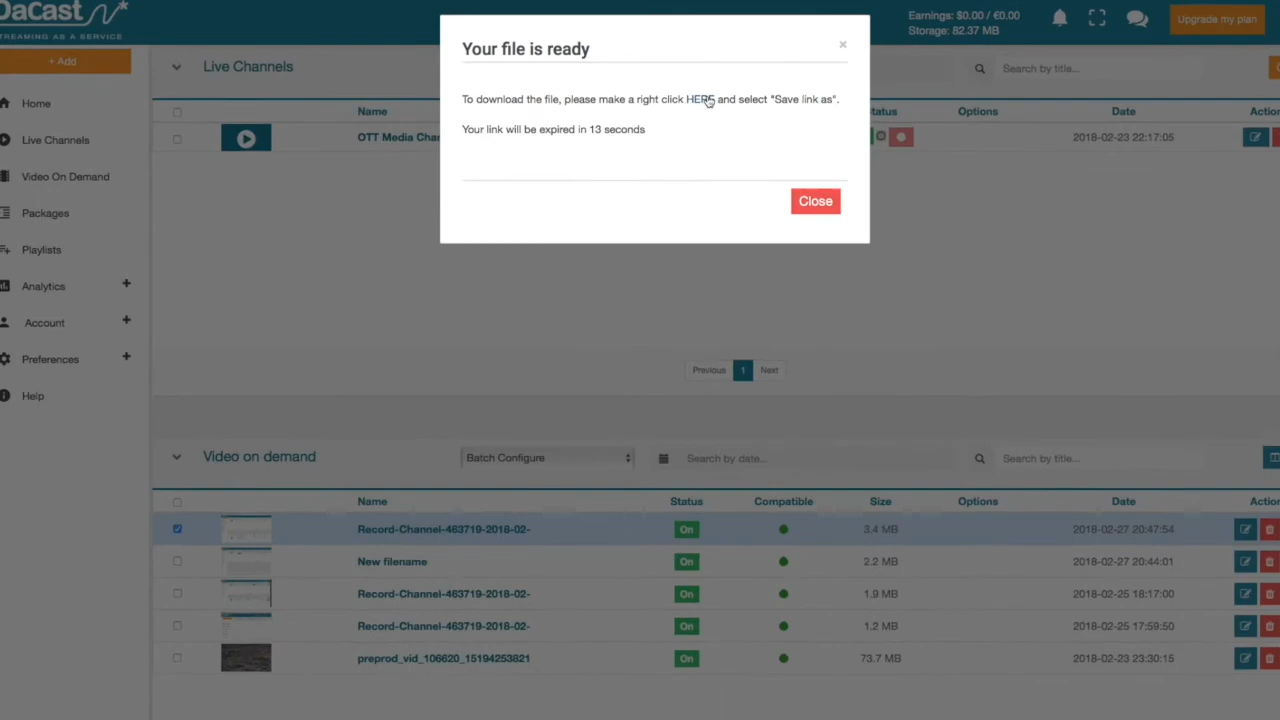 DaCast
STREAMING AS A SERVICE
Earnings: $0.00 / €0.00
Storage: 82.37 MB
Upgrade my plan
+ Add
Home
Live Channels
Video On Demand
Packages
Playlists
Analytics +
Account +
Preferences +
Help
Your file is ready ×
To download the file, please make a right click HERE and select "Save link as".
Your link will be expired in 13 seconds
Close
Live Channels
Search by title...
Name Status Options Date Action
OTT Media Cha 2018-02-23 22:17:05
Previous 1 Next
Video on demand Batch Configure Search by date... Search by title...
Name Status Compatible Size Options Date Action
Record-Channel-463719-2018-02- On 3.4 MB 2018-02-27 20:47:54
New filename On 2.2 MB 2018-02-27 20:44:01
Record-Channel-463719-2018-02- On 1.9 MB 2018-02-25 18:17:00
Record-Channel-463719-2018-02- On 1.2 MB 2018-02-25 17:59:50
preprod_vid_106620_15194253821 On 73.7 MB 2018-02-23 23:30:15